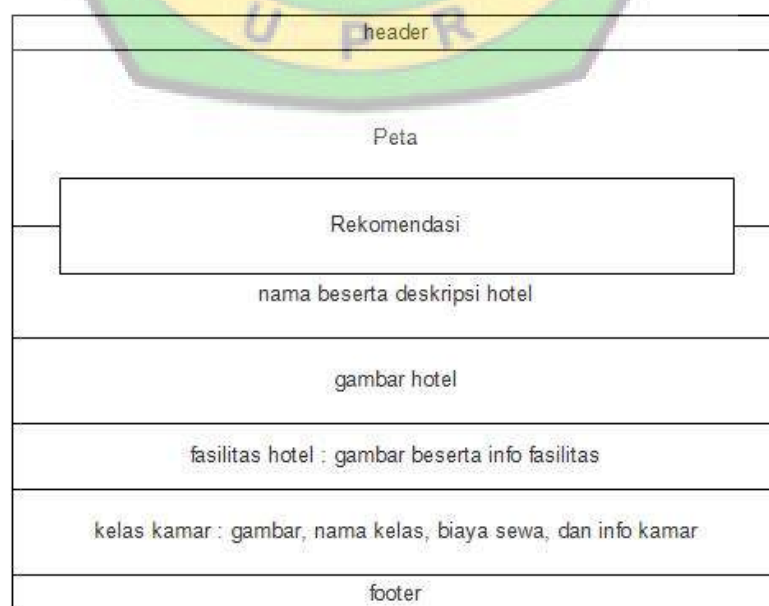 U P R
header
Peta
Rekomendasi
nama beserta deskripsi hotel
gambar hotel
fasilitas hotel : gambar beserta info fasilitas
kelas kamar : gambar, nama kelas, biaya sewa, dan info kamar
footer